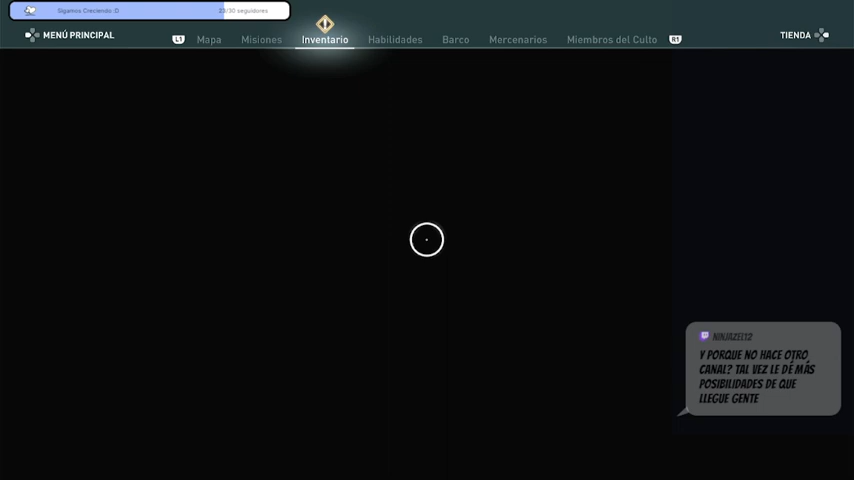 Sigamos Creciendo :D 23/30 seguidores
MENÚ PRINCIPAL L1 Mapa Misiones Inventario Habilidades Barco Mercenarios Miembros del Culto R1 TIENDA
NINJAZEL12
Y PORQUE NO HACE OTRO
CANAL? TAL VEZ LE DÉ MÁS
POSIBILIDADES DE QUE
LLEGUE GENTE